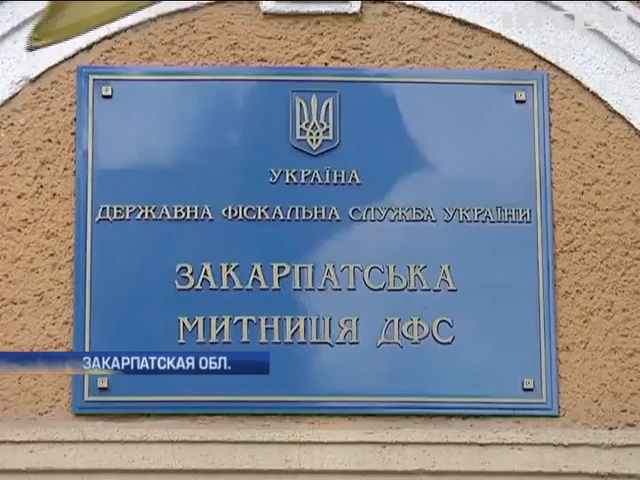 УКРАЇНА
ДЕРЖАВНА ФІСКАЛЬНА СЛУЖБА УКРАЇНИ
ЗАКАРПАТСЬКА
МИТНИЦЯ ДФС
ЗАКАРПАТСКАЯ ОБЛ.